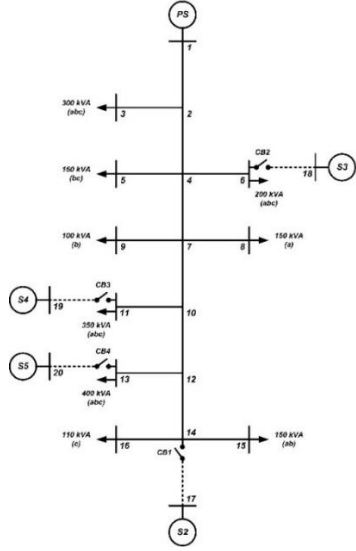 PS
1
300 kVA
(abc)
3
2
CB2
160 kVA
(bc)
5
4
6
18
S3
200 kVA
(abc)
100 kVA
(b)
9
7
8
150 kVA
(a)
CB3
S4
19
11
10
350 kVA
(abc)
CB4
S5
20
13
12
400 kVA
(abc)
14
110 kVA
(c)
16
15
150 kVA
(ab)
CB1
17
S2